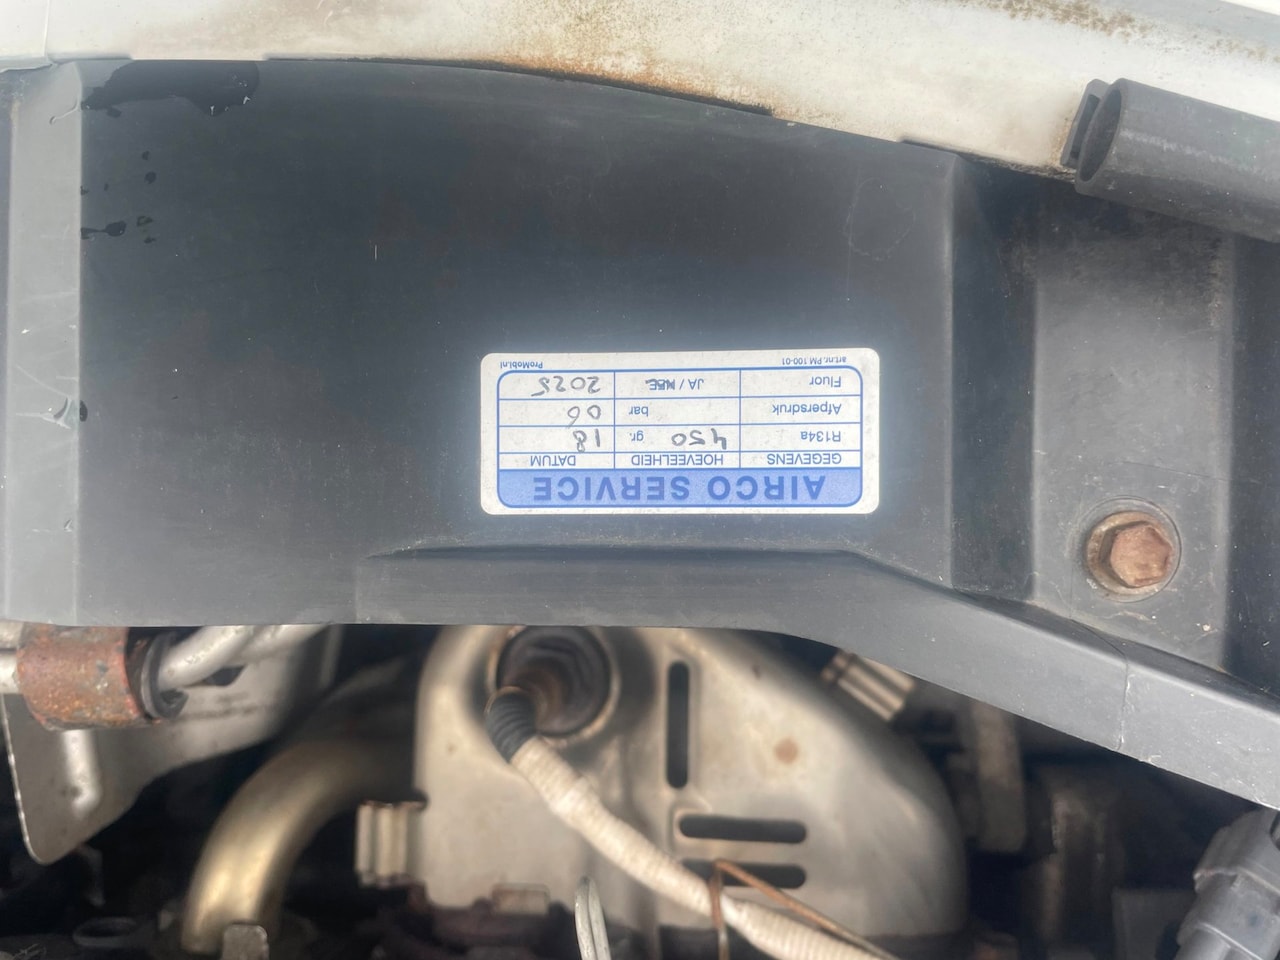 AIRCO SERVICE
GEGEVENS HOEVEELHEID DATUM
R134a 450 gr. 18
Afpersdruk bar 06
Fluor JA / NEE 2025
art.nr. PM 100-01 ProMobi.nl